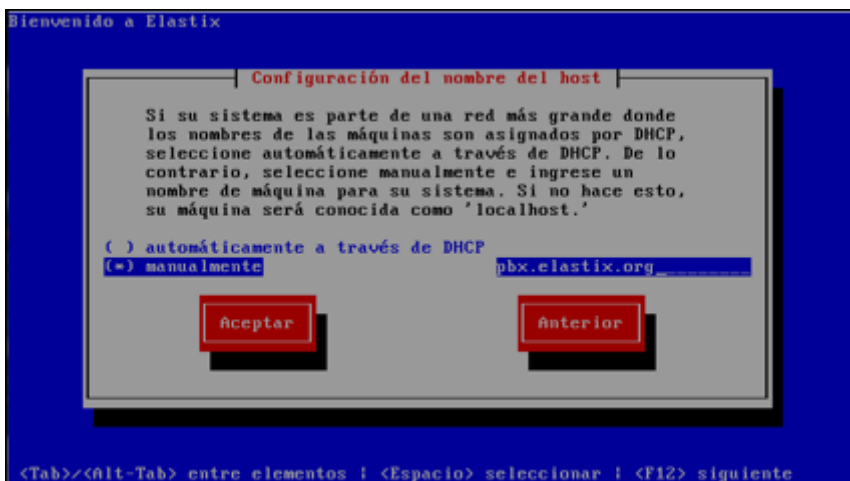 Bienvenido a Elastix
Configuración del nombre del host
Si su sistema es parte de una red más grande donde
los nombres de las máquinas son asignados por DHCP,
seleccione automáticamente a través de DHCP. De lo
contrario, seleccione manualmente e ingrese un
nombre de máquina para su sistema. Si no hace esto,
su máquina será conocida como 'localhost.'
( ) automáticamente a través de DHCP
(*) manualmente pbx.elastix.org________
Aceptar Anterior
<Tab>/<Alt-Tab> entre elementos | <Espacio> seleccionar | <F12> siguiente